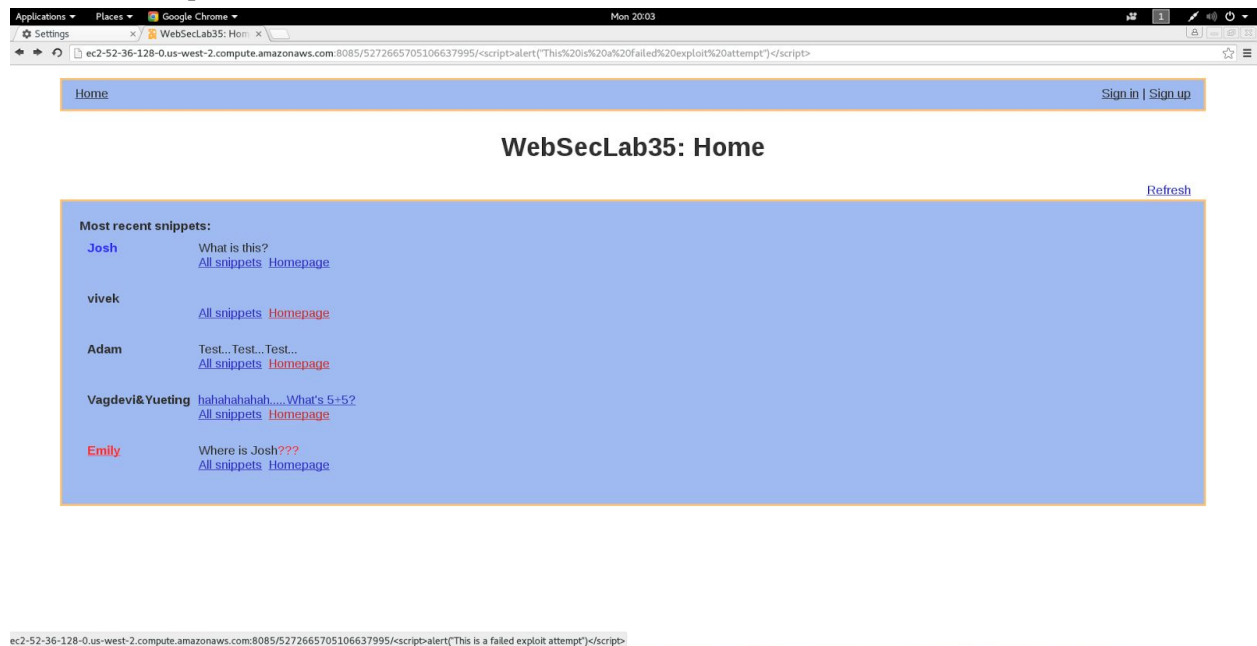 Applications Places Google Chrome Mon 20:03 1
Settings × WebSecLab35: Hom ×
ec2-52-36-128-0.us-west-2.compute.amazonaws.com:8085/5272665705106637995/<script>alert("This%20is%20a%20failed%20exploit%20attempt")</script>
Home Sign in | Sign up
WebSecLab35: Home
Refresh
Most recent snippets:
Josh What is this?
All snippets Homepage
vivek
All snippets Homepage
Adam Test...Test...Test...
All snippets Homepage
Vagdevi&Yueting hahahahahah.....What's 5+5?
All snippets Homepage
Emily Where is Josh???
All snippets Homepage
ec2-52-36-128-0.us-west-2.compute.amazonaws.com:8085/5272665705106637995/<script>alert("This is a failed exploit attempt")</script>